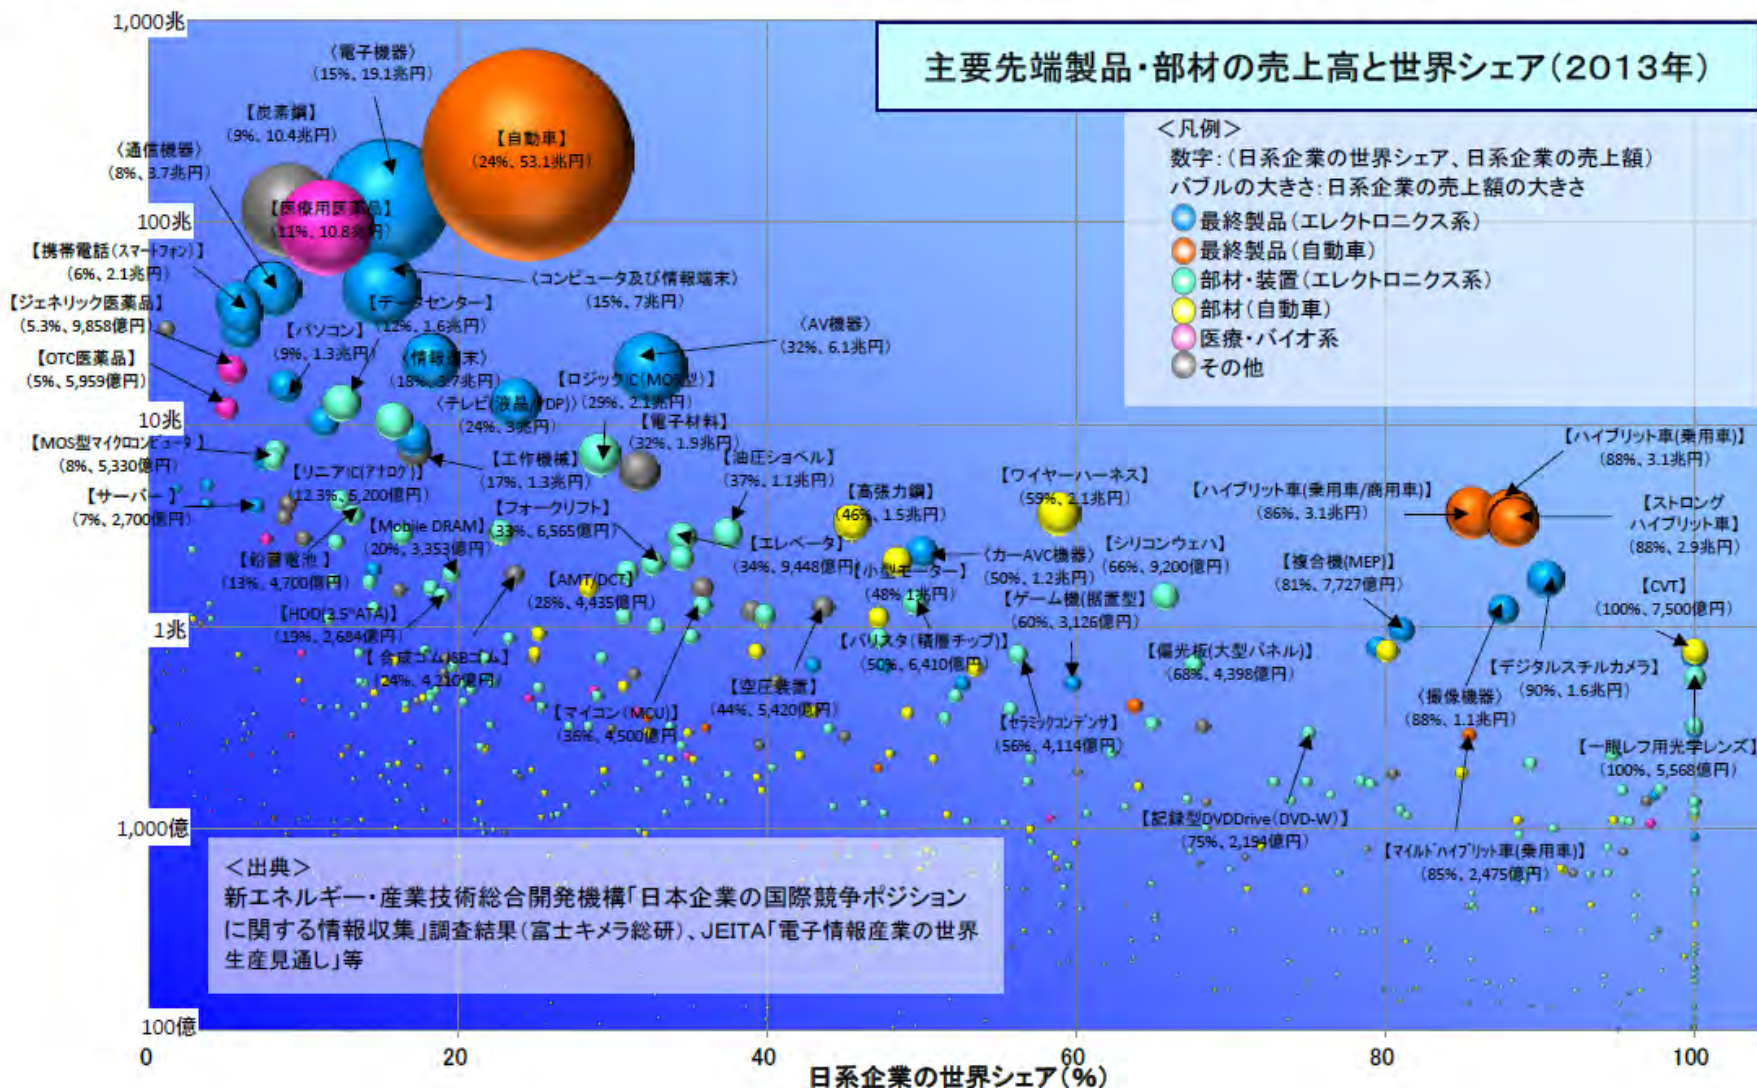 主要先端製品・部材の売上高と世界シェア(2013年)
<凡例>
数字:(日系企業の世界シェア、日系企業の売上額)
バブルの大きさ:日系企業の売上額の大きさ
最終製品(エレクトロニクス系)
最終製品(自動車)
部材・装置(エレクトロニクス系)
部材(自動車)
医療・バイオ系
その他
1,000兆
100兆
10兆
1兆
1,000億
100億
〈電子機器〉
(15%、19.1兆円)
【炭素鋼】
(9%、10.4兆円)
〈通信機器〉
(8%、3.7兆円)
【自動車】
(24%、53.1兆円)
【医療用医薬品】
(11%、10.8兆円)
【携帯電話(スマートフォン)】
(6%、2.1兆円)
【ジェネリック医薬品】
(5.3%、9,858億円)
【OTC医薬品】
(5%、5,959億円)
〈コンピュータ及び情報端末〉
(15%、7兆円)
【データセンター】
(12%、1.6兆円)
【パソコン】
(9%、1.3兆円)
〈情報端末〉
(18%、3.7兆円)
〈AV機器〉
(32%、6.1兆円)
【ロジックIC(MOS型)】
(29%、2.1兆円)
〈テレビ(液晶/PDP)〉
(24%、3兆円)
【電子材料】
(32%、1.9兆円)
【MOS型マイクロコンピュータ】
(8%、5,330億円)
【サーバー】
(7%、2,700億円)
【リニアIC(アナログ)】
(12.3%、5,200億円)
【工作機械】
(17%、1.3兆円)
【油圧ショベル】
(37%、1.1兆円)
【フォークリフト】
(33%、6,565億円)
【Mobile DRAM】
(20%、3,353億円)
【鉛蓄電池】
(13%、4,700億円)
【エレベータ】
(34%、9,448億円)
【高張力鋼】
(46%、1.5兆円)
【ワイヤーハーネス】
(59%、2.1兆円)
〈カーAVC機器〉
(50%、1.2兆円)
【小型モーター】
(48%、1兆円)
【シリコンウェハ】
(66%、9,200億円)
【AMT/DCT】
(28%、4,435億円)
【HDD(2.5"ATA)】
(19%、2,684億円)
【合成ゴム/SBゴム】
(24%、4,210億円)
【ゲーム機(据置型)】
(60%、3,126億円)
【バリスタ(積層チップ)】
(50%、6,410億円)
【空圧装置】
(44%、5,420億円)
【マイコン(MCU)】
(36%、4,500億円)
【セラミックコンデンサ】
(56%、4,114億円)
【偏光板(大型パネル)】
(68%、4,398億円)
【ハイブリット車(乗用車)】
(88%、3.1兆円)
【ハイブリット車(乗用車/商用車)】
(86%、3.1兆円)
【ストロング
ハイブリット車】
(88%、2.9兆円)
【複合機(MEP)】
(81%、7,727億円)
【CVT】
(100%、7,500億円)
【デジタルスチルカメラ】
(90%、1.6兆円)
〈撮像機器〉
(88%、1.1兆円)
【一眼レフ用光学レンズ】
(100%、5,568億円)
【記録型DVDDrive(DVD-W)】
(75%、2,194億円)
【マイルドハイブリット車(乗用車)】
(85%、2,475億円)
<出典>
新エネルギー・産業技術総合開発機構「日本企業の国際競争ポジション
に関する情報収集」調査結果(富士キメラ総研)、JEITA「電子情報産業の世界
生産見通し」等
0
20
40
60
80
100
日系企業の世界シェア(%)